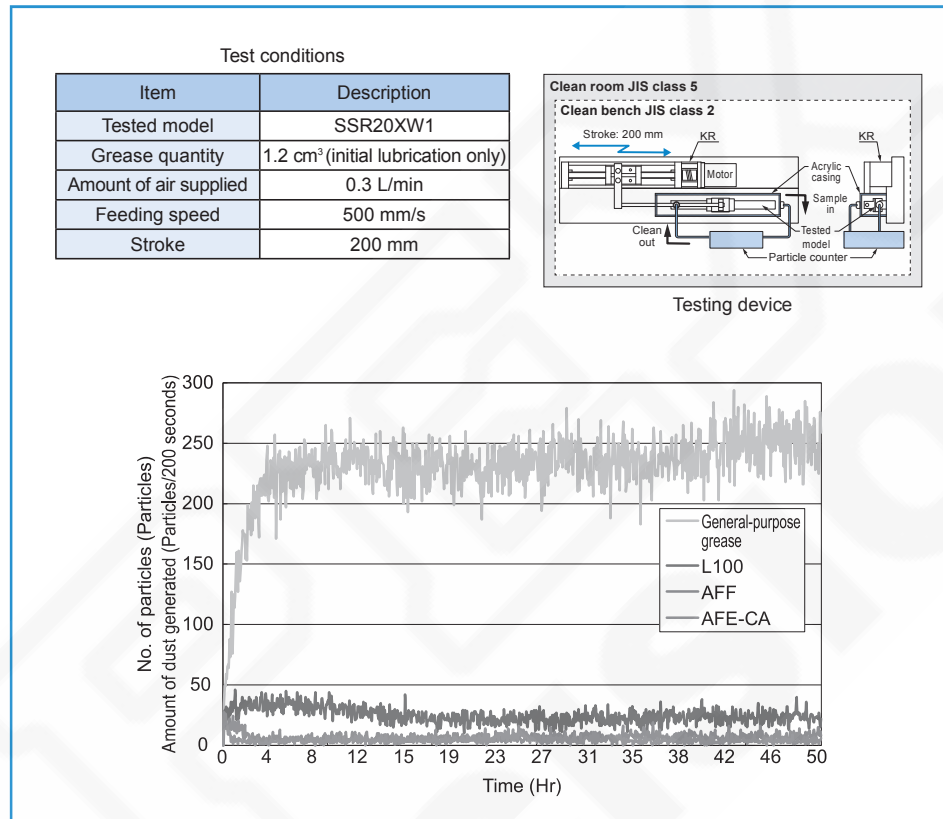 Test conditions
Item Description
Tested model SSR20XW1
Grease quantity 1.2 cm³ (initial lubrication only)
Amount of air supplied 0.3 L/min
Feeding speed 500 mm/s
Stroke 200 mm
Clean room JIS class 5
Clean bench JIS class 2
Stroke: 200 mm
KR
KR
Motor
Acrylic
casing
Sample
in
Clean
out
Tested
model
Particle counter
Testing device
No. of particles (Particles)
Amount of dust generated (Particles/200 seconds)
300
250
200
150
100
50
0
General-purpose
grease
L100
AFF
AFE-CA
0 4 8 12 15 19 23 27 31 35 38 42 46 50
Time (Hr)